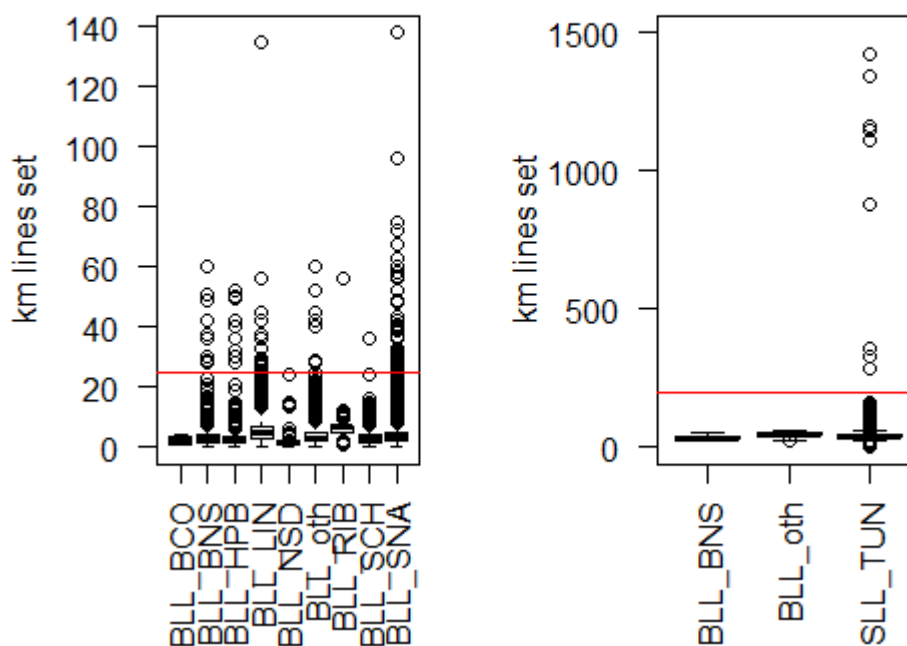 km lines set
140
120
100
80
60
40
20
0
BLL_BCO
BLL_BNS
BLL_HPB
BLL_LIN
BLL_NSD
BLL_oth
BLL_RIB
BLL_SCH
BLL_SNA
km lines set
1500
1000
500
0
BLL_BNS
BLL_oth
SLL_TUN